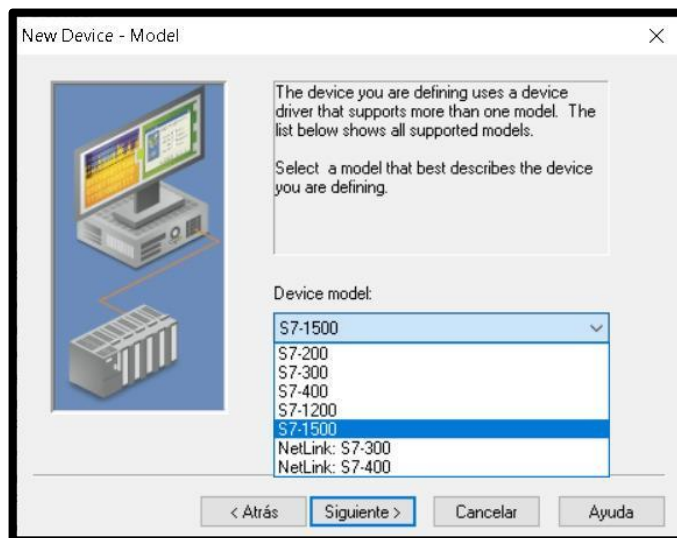 New Device - Model
The device you are defining uses a device
driver that supports more than one model. The
list below shows all supported models.
Select a model that best describes the device
you are defining.
Device model:
S7-1500
S7-200
S7-300
S7-400
S7-1200
S7-1500
NetLink: S7-300
NetLink: S7-400
< Atrás Siguiente > Cancelar Ayuda